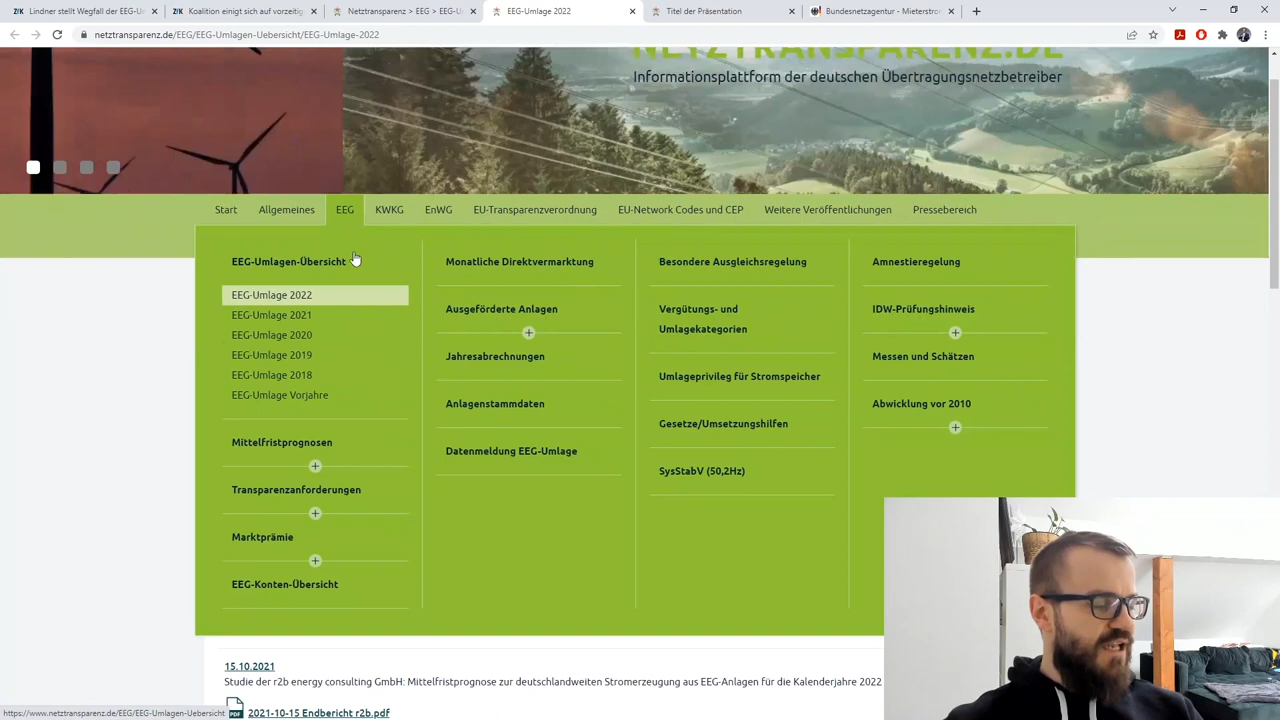 Lindner stellt Wegfall der EEG-Us
Koalition einigt sich auf vorzeitig
Netztransparenz > EEG > EEG-U
EEG-Umlage 2022
Titel der Präsentation
Bundesnetzagentur - Mieterstro
netztransparenz.de/EEG/EEG-Umlagen-Uebersicht/EEG-Umlage-2022
NETZTRANSPARENZ.DE
Informationsplattform der deutschen Übertragungsnetzbetreiber
Start
Allgemeines
EEG
KWKG
EnWG
EU-Transparenzverordnung
EU-Network Codes und CEP
Weitere Veröffentlichungen
Pressebereich
EEG-Umlagen-Übersicht
EEG-Umlage 2022
EEG-Umlage 2021
EEG-Umlage 2020
EEG-Umlage 2019
EEG-Umlage 2018
EEG-Umlage Vorjahre
Mittelfristprognosen
Transparenzanforderungen
Marktprämie
EEG-Konten-Übersicht
Monatliche Direktvermarktung
Ausgeförderte Anlagen
Jahresabrechnungen
Anlagenstammdaten
Datenmeldung EEG-Umlage
Besondere Ausgleichsregelung
Vergütungs- und
Umlagekategorien
Umlageprivileg für Stromspeicher
Gesetze/Umsetzungshilfen
SysStabV (50,2Hz)
Amnestieregelung
IDW-Prüfungshinweis
Messen und Schätzen
Abwicklung vor 2010
15.10.2021
Studie der r2b energy consulting GmbH: Mittelfristprognose zur deutschlandweiten Stromerzeugung aus EEG-Anlagen für die Kalenderjahre 2022
PDF
2021-10-15 Endbericht r2b.pdf
https://www.netztransparenz.de/EEG/EEG-Umlagen-Uebersicht